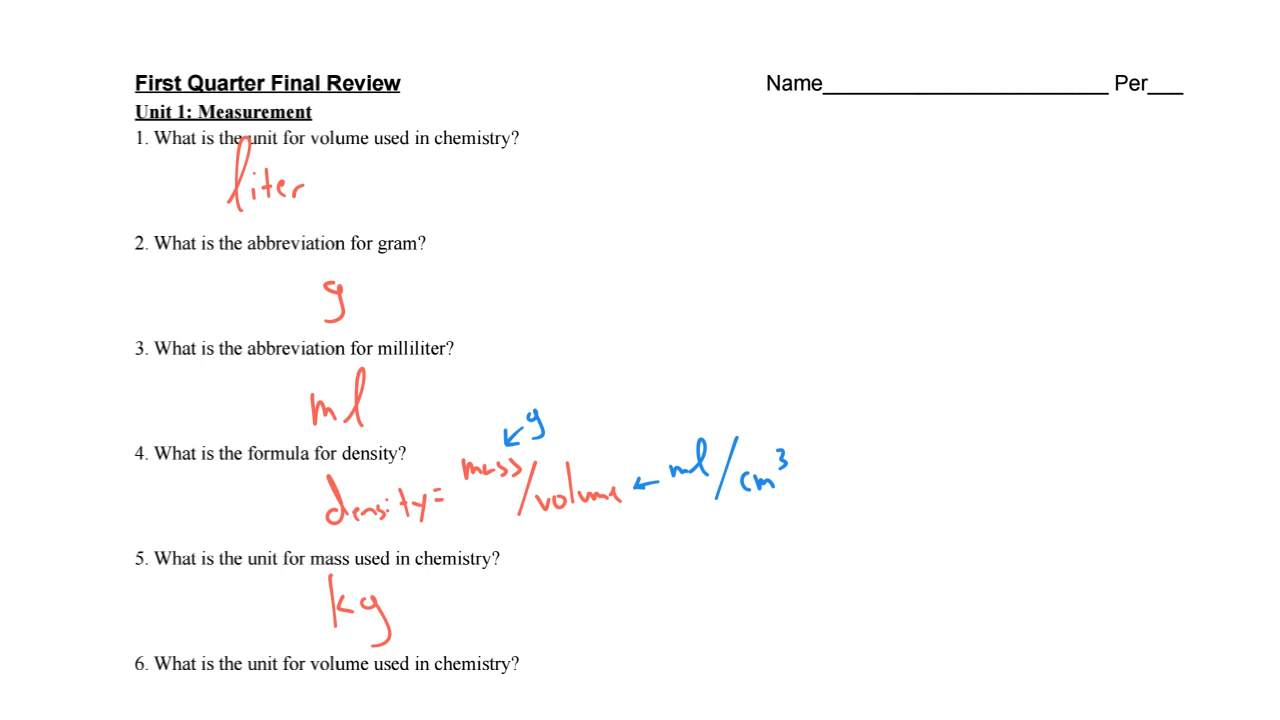 First Quarter Final Review Name__________________________ Per___
Unit 1: Measurement
1. What is the unit for volume used in chemistry?
liter
2. What is the abbreviation for gram?
g
3. What is the abbreviation for milliliter?
ml
g
4. What is the formula for density?
density = mass/volume ← ml/cm³
5. What is the unit for mass used in chemistry?
kg
6. What is the unit for volume used in chemistry?